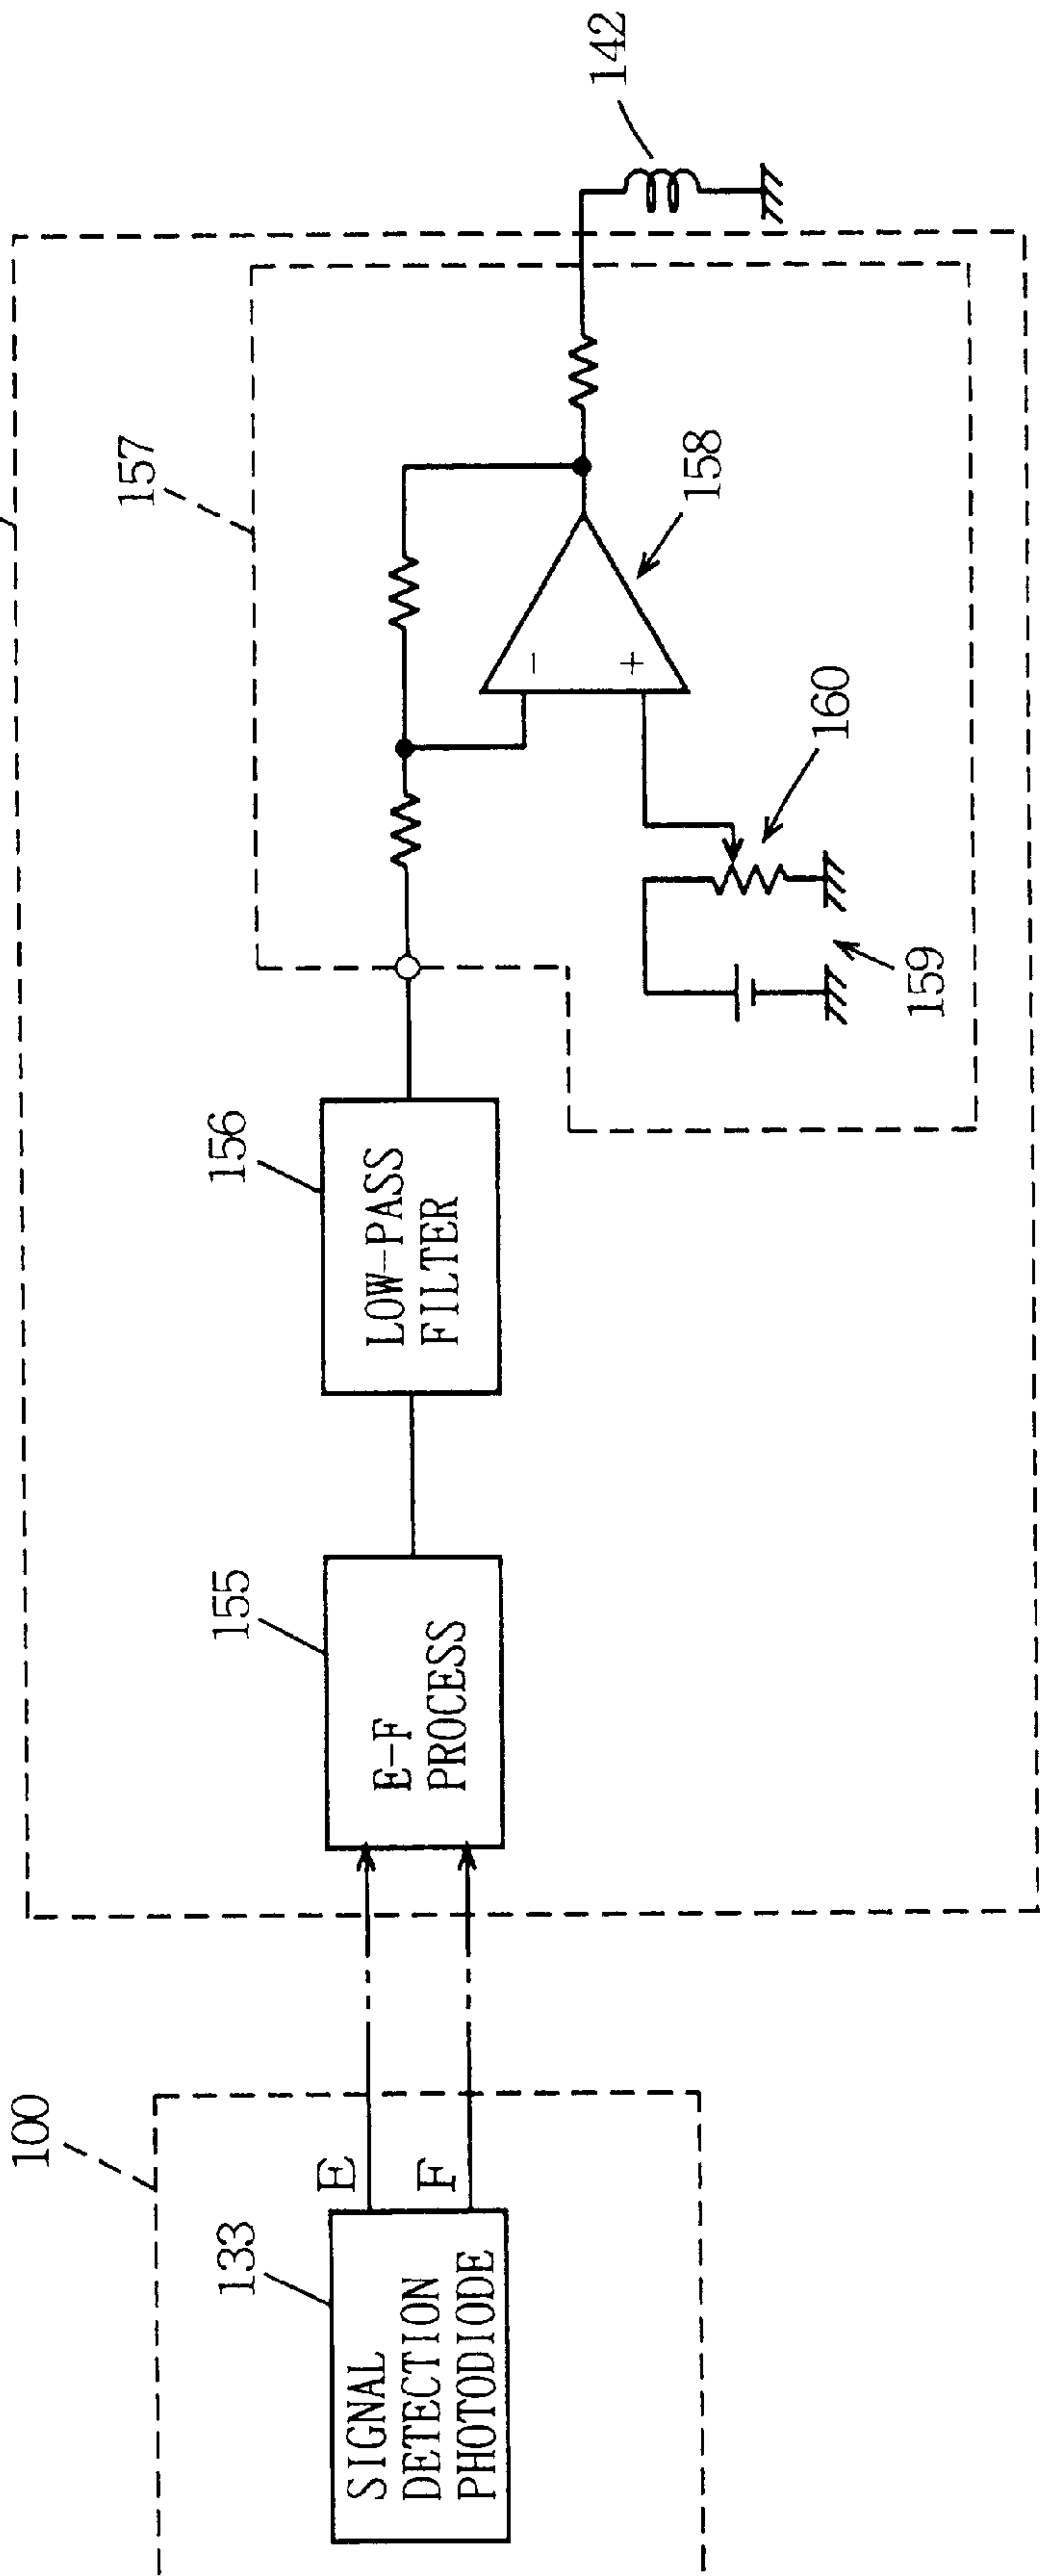 100
133
SIGNAL
DETECTION
PHOTODIODE
E
F
155
E-F
PROCESS
156
LOW-PASS
FILTER
157
-
+
158
159
160
142